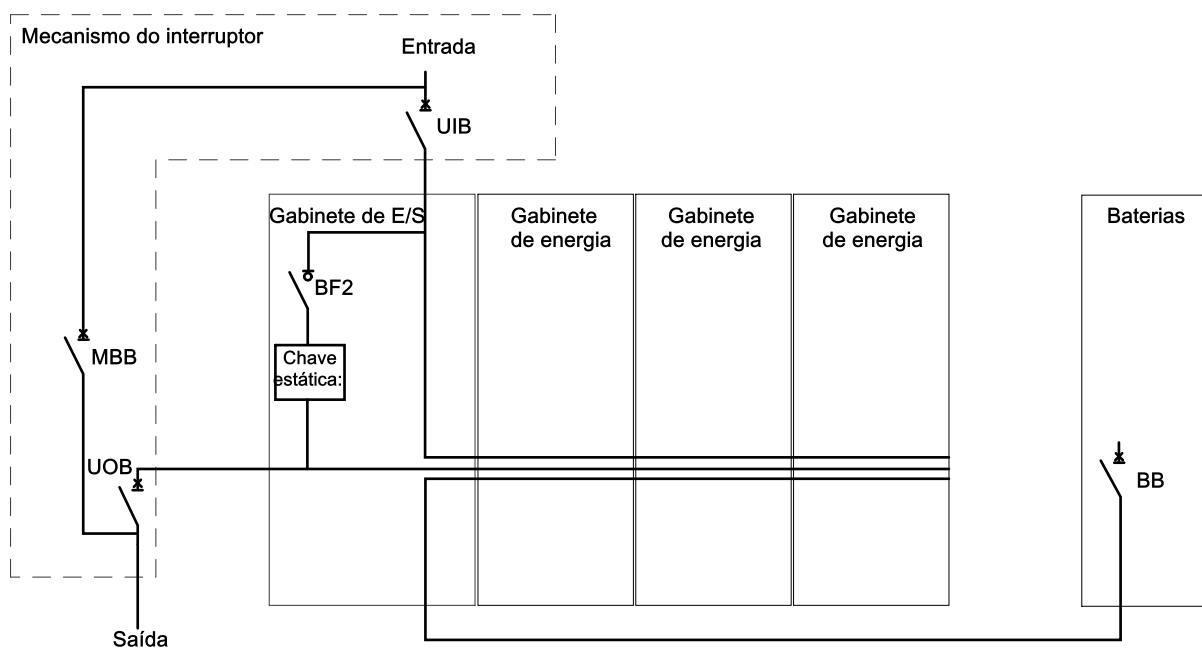 Mecanismo do interruptor
Entrada
UIB
Gabinete de E/S
Gabinete
de energia
Gabinete
de energia
Gabinete
de energia
Baterias
BF2
MBB
Chave
estática:
UOB
BB
Saída